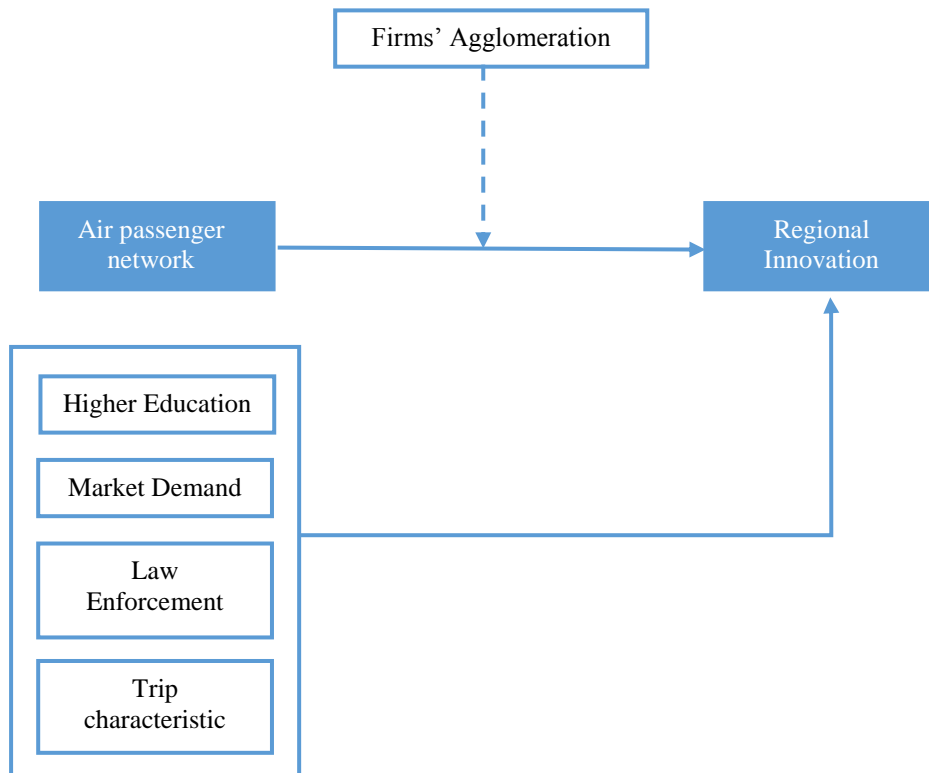 Firms’ Agglomeration
Air passenger
network
Regional
Innovation
Higher Education
Market Demand
Law
Enforcement
Trip
characteristic